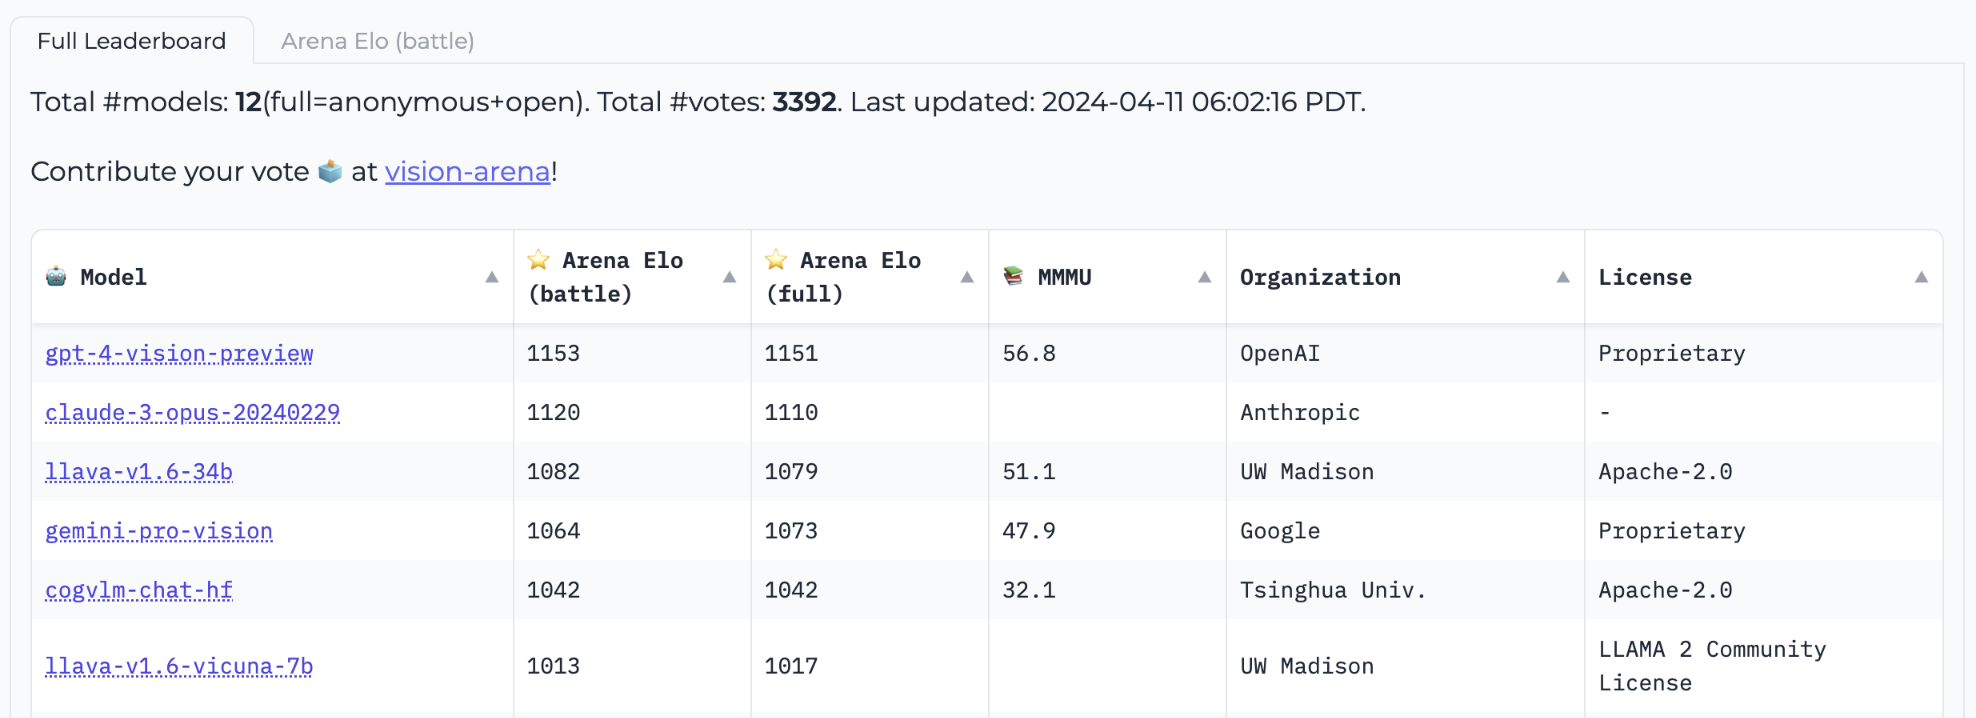 Full Leaderboard Arena Elo (battle)
Total #models: 12(full=anonymous+open). Total #votes: 3392. Last updated: 2024-04-11 06:02:16 PDT.
Contribute your vote 🗳️ at vision-arena!
🤖 Model ▲ ⭐ Arena Elo (battle) ▲ ⭐ Arena Elo (full) ▲ 📚 MMMU ▲ Organization ▲ License ▲
gpt-4-vision-preview 1153 1151 56.8 OpenAI Proprietary
claude-3-opus-20240229 1120 1110 Anthropic -
llava-v1.6-34b 1082 1079 51.1 UW Madison Apache-2.0
gemini-pro-vision 1064 1073 47.9 Google Proprietary
cogvlm-chat-hf 1042 1042 32.1 Tsinghua Univ. Apache-2.0
llava-v1.6-vicuna-7b 1013 1017 UW Madison LLAMA 2 Community License